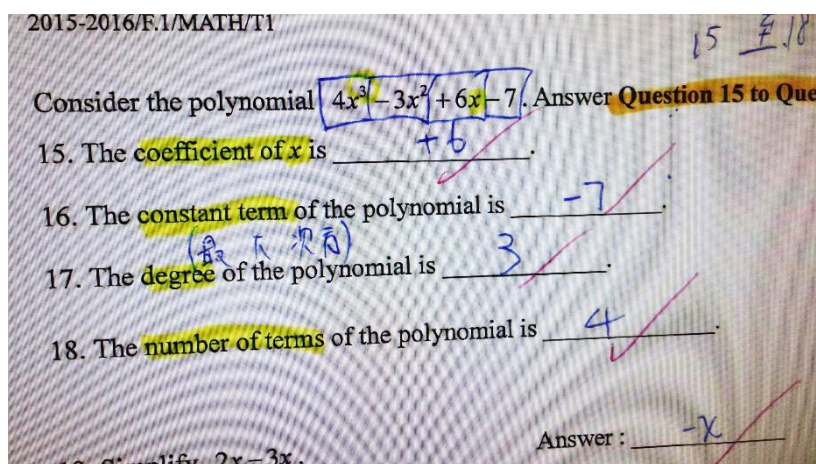 2015-2016/F.1/MATH/T1
15 至 18
Consider the polynomial 4x³ – 3x² + 6x – 7. Answer Question 15 to Que
15. The coefficient of x is +6.
16. The constant term of the polynomial is -7.
(最大次方)
17. The degree of the polynomial is 3.
18. The number of terms of the polynomial is 4.
Answer : -x
Simplify 2x – 3x.